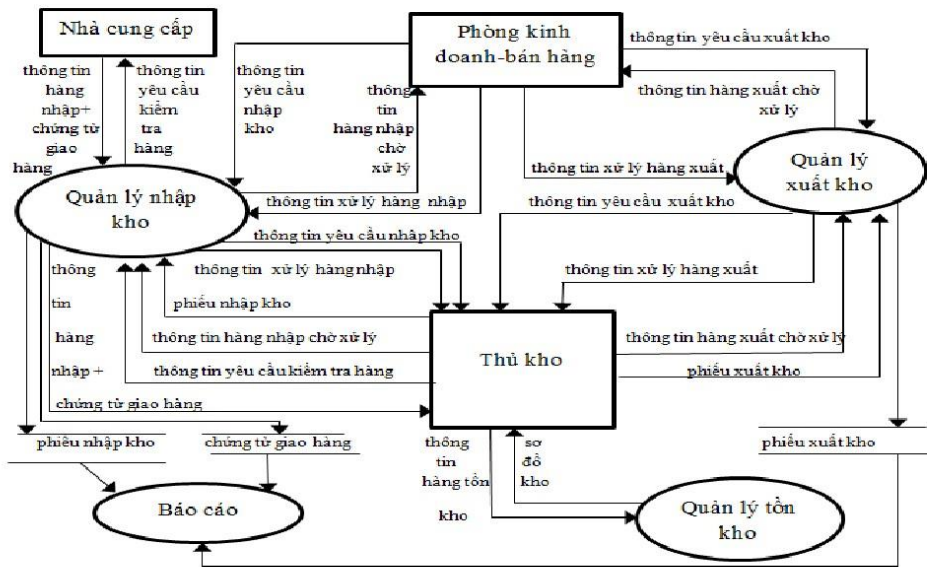 Nhà cung cấp
Phòng kinh
doanh-bán hàng
thông tin yêu cầu xuất kho
thông tin
hàng
nhập+
chứng từ
giao
hàng
thông tin
yêu cầu
kiểm
tra
hàng
thông tin
yêu cầu
nhập
kho
thông
tin
hàng nhập
chờ
xử lý
thông tin hàng xuất chờ
xử lý
Quản lý nhập
kho
thông tin xử lý hàng xuất
Quản lý
xuất kho
thông tin xử lý hàng nhập
thông tin yêu cầu xuất kho
thông tin yêu cầu nhập kho
thông tin xử lý hàng nhập
thông tin xử lý hàng xuất
phiếu nhập kho
thông
tin
hàng
nhập +
chứng từ giao hàng
thông tin hàng nhập chờ xử lý
thông tin yêu cầu kiểm tra hàng
Thủ kho
thông tin hàng xuất chờ xử lý
phiếu xuất kho
phiếu nhập kho
chứng từ giao hàng
thông
tin
hàng tồn
kho
sơ
đồ
kho
phiếu xuất kho
Báo cáo
Quản lý tồn
kho